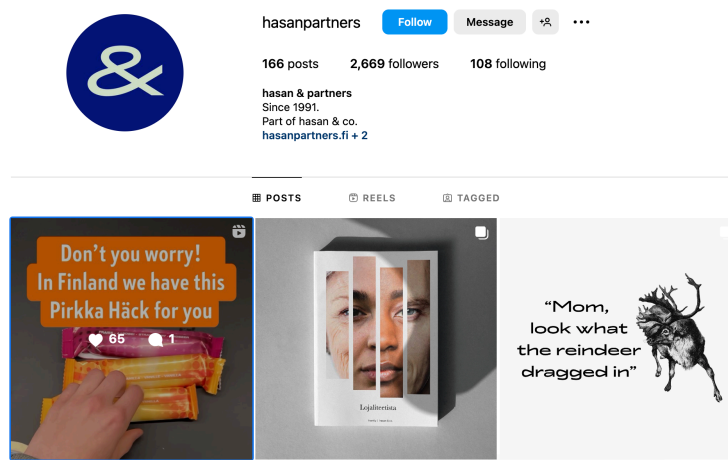 &
hasanpartners
Follow
Message
166 posts
2,669 followers
108 following
hasan & partners
Since 1991.
Part of hasan & co.
hasanpartners.fi + 2
POSTS
REELS
TAGGED
Don't you worry!
In Finland we have this
Pirkka Häck for you
65
1
Lojaliteetista
“Mom,
look what
the reindeer
dragged in”